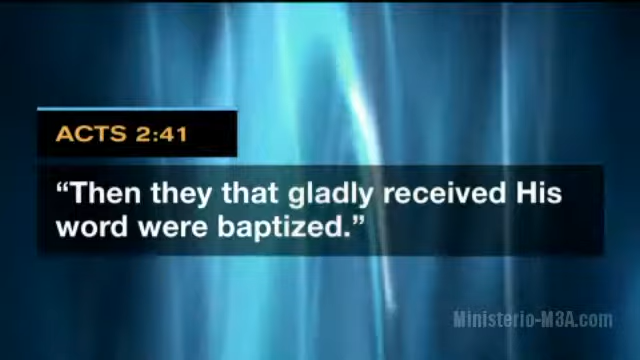 ACTS 2:41
“Then they that gladly received His
word were baptized.”
Ministerio-M3A.com